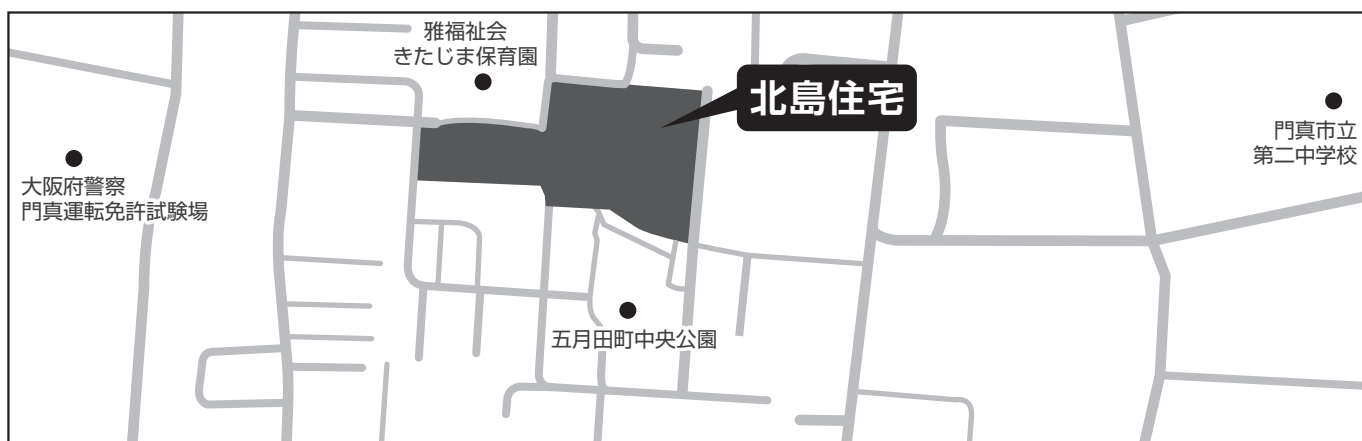 雅福祉会
きたじま保育園
北島住宅
門真市立
第二中学校
大阪府警察
門真運転免許試験場
五月田町中央公園